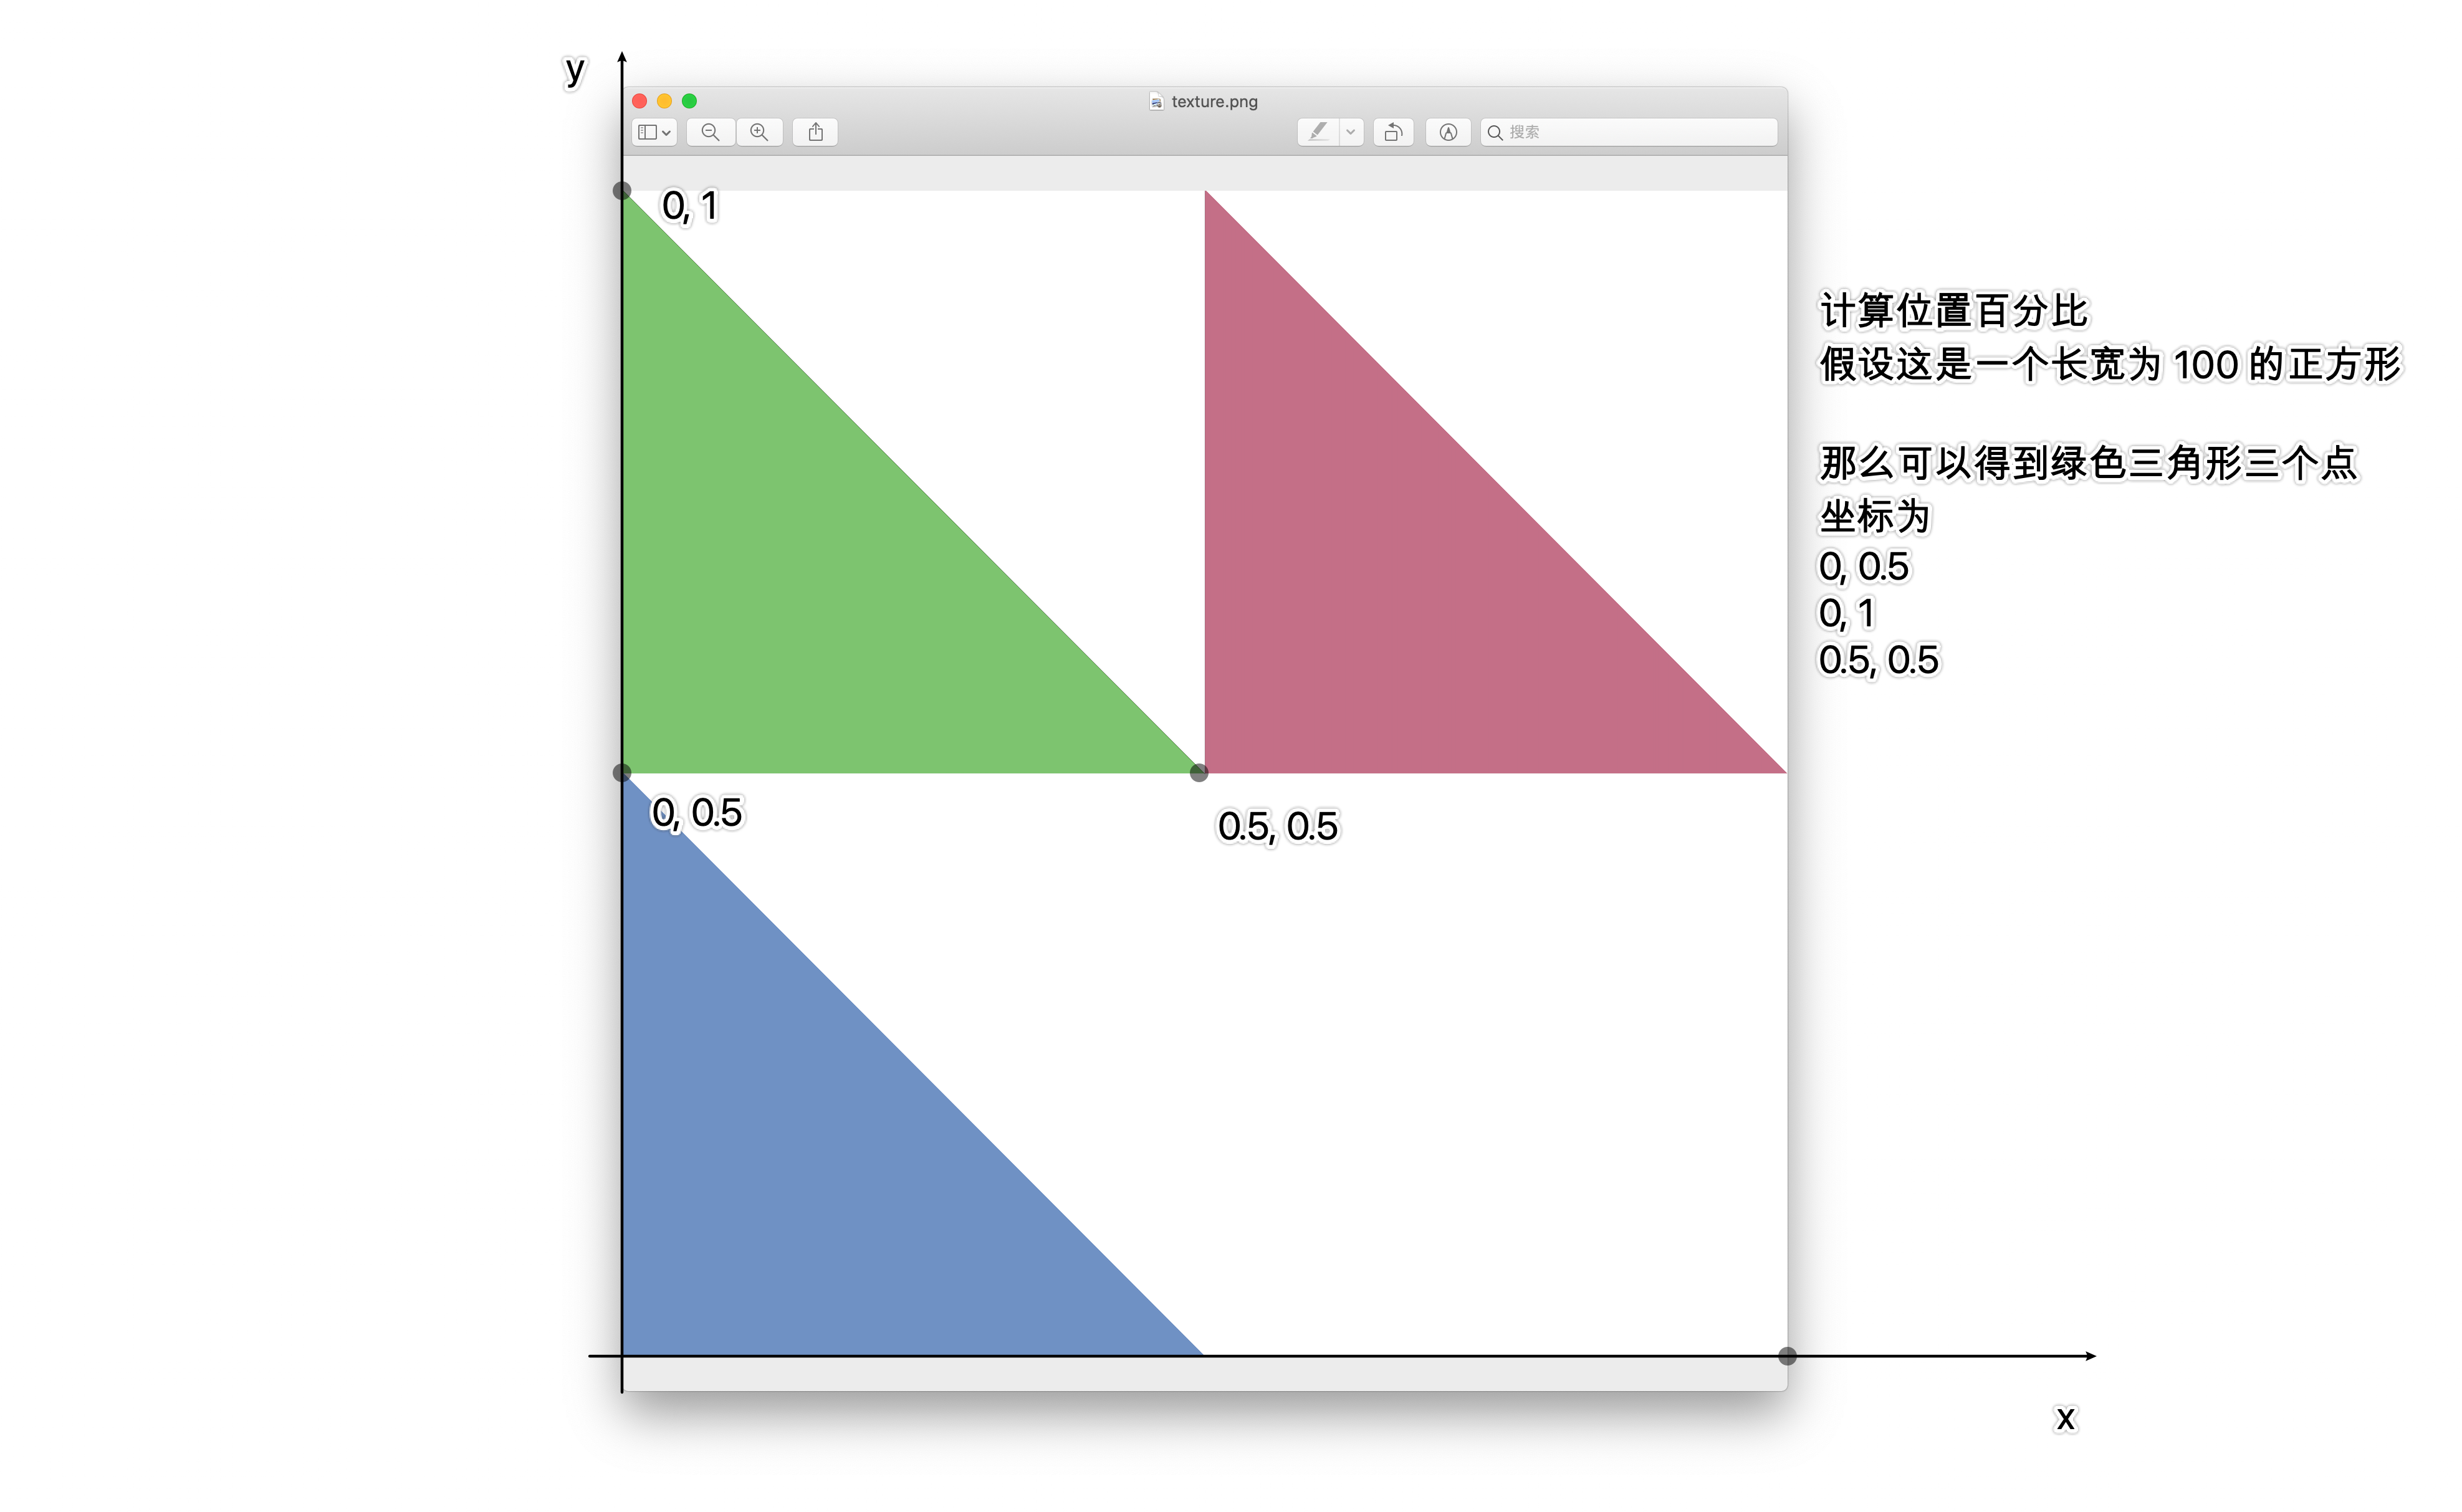 y
texture.png
搜索
0, 1
计算位置百分比
假设这是一个长宽为 100 的正方形
那么可以得到绿色三角形三个点
坐标为
0, 0.5
0, 1
0.5, 0.5
0, 0.5
0.5, 0.5
x